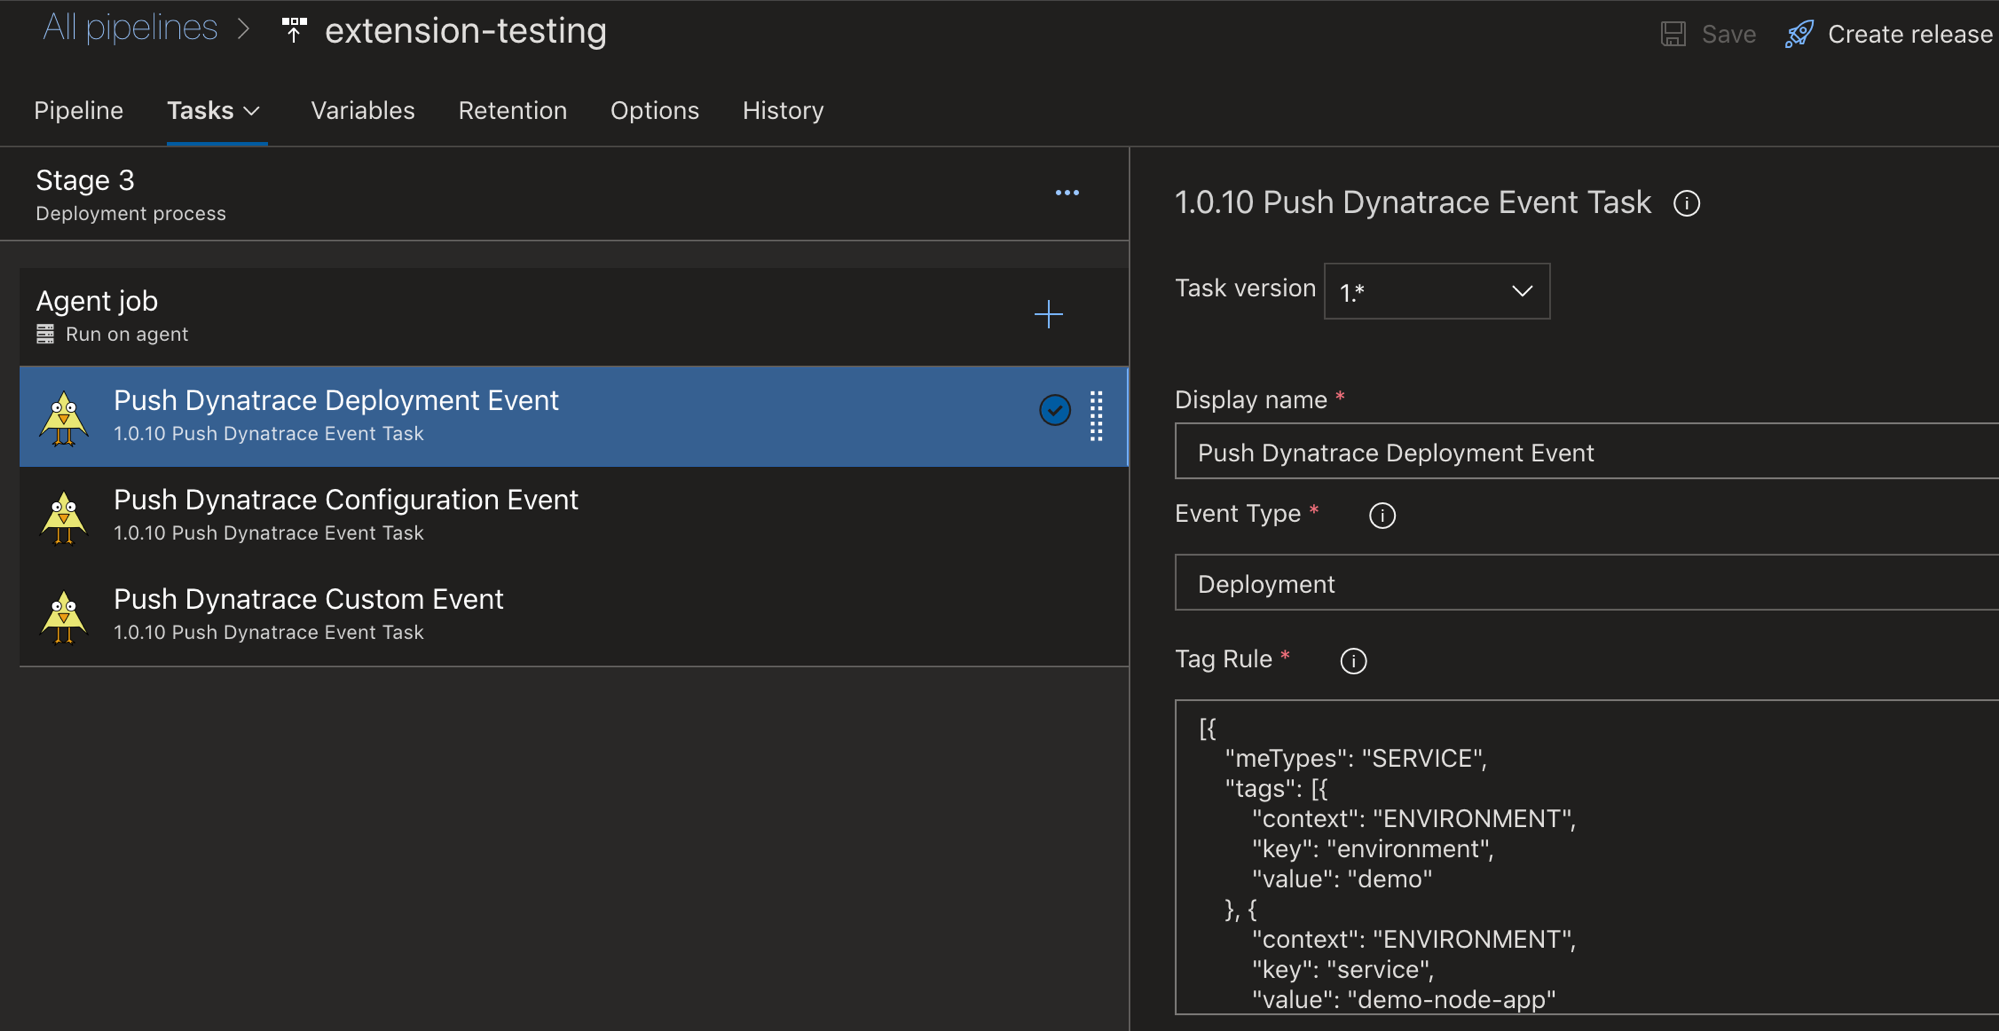 All pipelines
extension-testing
Save
Create release
Pipeline
Tasks
Variables
Retention
Options
History
Stage 3
Deployment process
Agent job
Run on agent
Push Dynatrace Deployment Event
1.0.10 Push Dynatrace Event Task
Push Dynatrace Configuration Event
1.0.10 Push Dynatrace Event Task
Push Dynatrace Custom Event
1.0.10 Push Dynatrace Event Task
1.0.10 Push Dynatrace Event Task
Task version
1.*
Display name *
Push Dynatrace Deployment Event
Event Type *
Deployment
Tag Rule *
[{
"meTypes": "SERVICE",
"tags": [{
"context": "ENVIRONMENT",
"key": "environment",
"value": "demo"
}, {
"context": "ENVIRONMENT",
"key": "service",
"value": "demo-node-app"